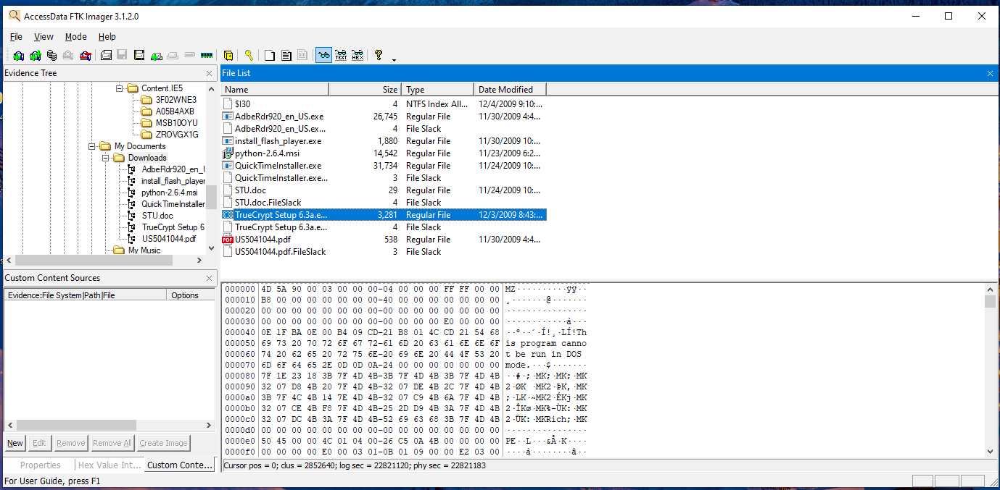 AccessData FTK Imager 3.1.2.0
File View Mode Help
Evidence Tree
Content.IE5
3F02WNE3
A05B4AXB
MSB10OYU
ZROVGX1G
My Documents
Downloads
AdbeRdr920_en_U
install_flash_player
python-2.6.4.msi
QuickTimeInstaller
STU.doc
TrueCrypt Setup 6
US5041044.pdf
My Music
Custom Content Sources
Evidence:File System|Path|File Options
New Edit Remove Remove All Create Image
Properties Hex Value Int... Custom Conte...
File List
Name Size Type Date Modified
$I30 4 NTFS Index All... 12/4/2009 9:10:...
AdbeRdr920_en_US.exe 26,745 Regular File 11/30/2009 4:4...
AdbeRdr920_en_US.ex... 4 File Slack
install_flash_player.exe 1,880 Regular File 11/30/2009 10:...
python-2.6.4.msi 14,542 Regular File 11/23/2009 6:2...
QuickTimeInstaller.exe 31,734 Regular File 11/24/2009 10:...
QuickTimeInstaller.exe... 3 File Slack
STU.doc 29 Regular File 11/24/2009 10:...
STU.doc.FileSlack 4 File Slack
TrueCrypt Setup 6.3a.e... 3,281 Regular File 12/3/2009 8:43:...
TrueCrypt Setup 6.3a.e... 4 File Slack
US5041044.pdf 538 Regular File 11/30/2009 4:4...
US5041044.pdf.FileSlack 3 File Slack
000000 4D 5A 90 00 03 00 00 00-04 00 00 00 FF FF 00 00 MZ··········ÿÿ··
000010 B8 00 00 00 00 00 00 00-40 00 00 00 00 00 00 00 ¸·······@·······
000020 00 00 00 00 00 00 00 00-00 00 00 00 00 00 00 00 ················
000030 00 00 00 00 00 00 00 00-00 00 00 00 E0 00 00 00 ············à···
000040 0E 1F BA 0E 00 B4 09 CD-21 B8 01 4C CD 21 54 68 ··º··´·Í!¸·LÍ!Th
000050 69 73 20 70 72 6F 67 72-61 6D 20 63 61 6E 6E 6F is program canno
000060 74 20 62 65 20 72 75 6E-20 69 6E 20 44 4F 53 20 t be run in DOS
000070 6D 6F 64 65 2E 0D 0D 0A-24 00 00 00 00 00 00 00 mode.···$·······
000080 7F 1E 23 18 3B 7F 4D 4B-3B 7F 4D 4B 3B 7F 4D 4B ··#·;·MK;·MK;·MK
000090 32 07 D8 4B 20 7F 4D 4B-32 07 DE 4B 2C 7F 4D 4B 2·ØK ·MK2·ÞK,·MK
0000a0 3B 7F 4C 4B 14 7E 4D 4B-32 07 C9 4B 6A 7F 4D 4B ;·LK·~MK2·ÉKj·MK
0000b0 32 07 CE 4B F8 7F 4D 4B-25 2D D9 4B 3A 7F 4D 4B 2·ÎKø·MK%-ÙK:·MK
0000c0 32 07 DC 4B 3A 7F 4D 4B-52 69 63 68 3B 7F 4D 4B 2·ÜK:·MKRich;·MK
0000d0 00 00 00 00 00 00 00 00-00 00 00 00 00 00 00 00 ················
0000e0 50 45 00 00 4C 01 04 00-26 C5 0A 4B 00 00 00 00 PE··L···&Å·K····
0000f0 00 00 00 00 E0 00 03 01-0B 01 09 00 00 E2 03 00 ····à········â··
Cursor pos = 0; clus = 2852640; log sec = 22821120; phy sec = 22821183
For User Guide, press F1